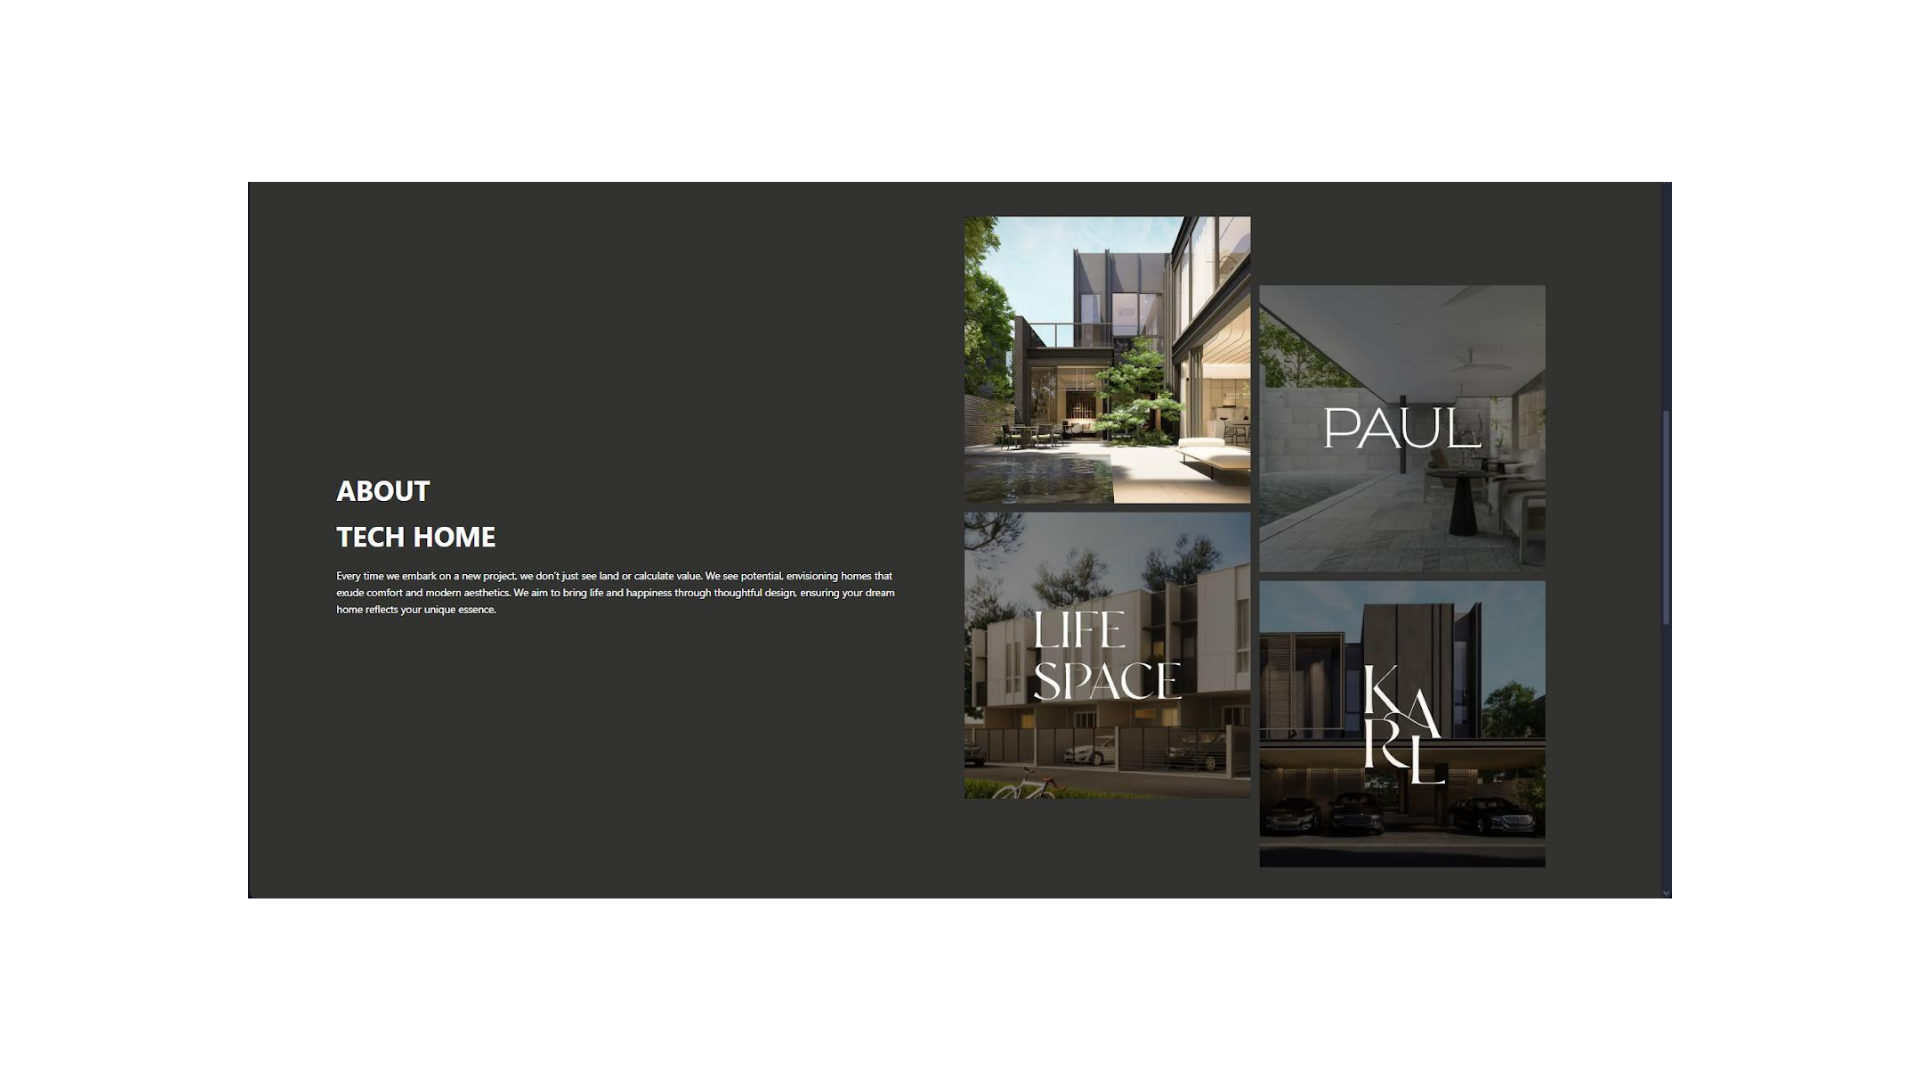 ABOUT
TECH HOME
Every time we embark on a new project, we don't just see land or calculate value. We see potential, envisioning homes that
exude comfort and modern aesthetics. We aim to bring life and happiness through thoughtful design, ensuring your dream
home reflects your unique essence.
PAUL
LIFE
SPACE
KA
RL